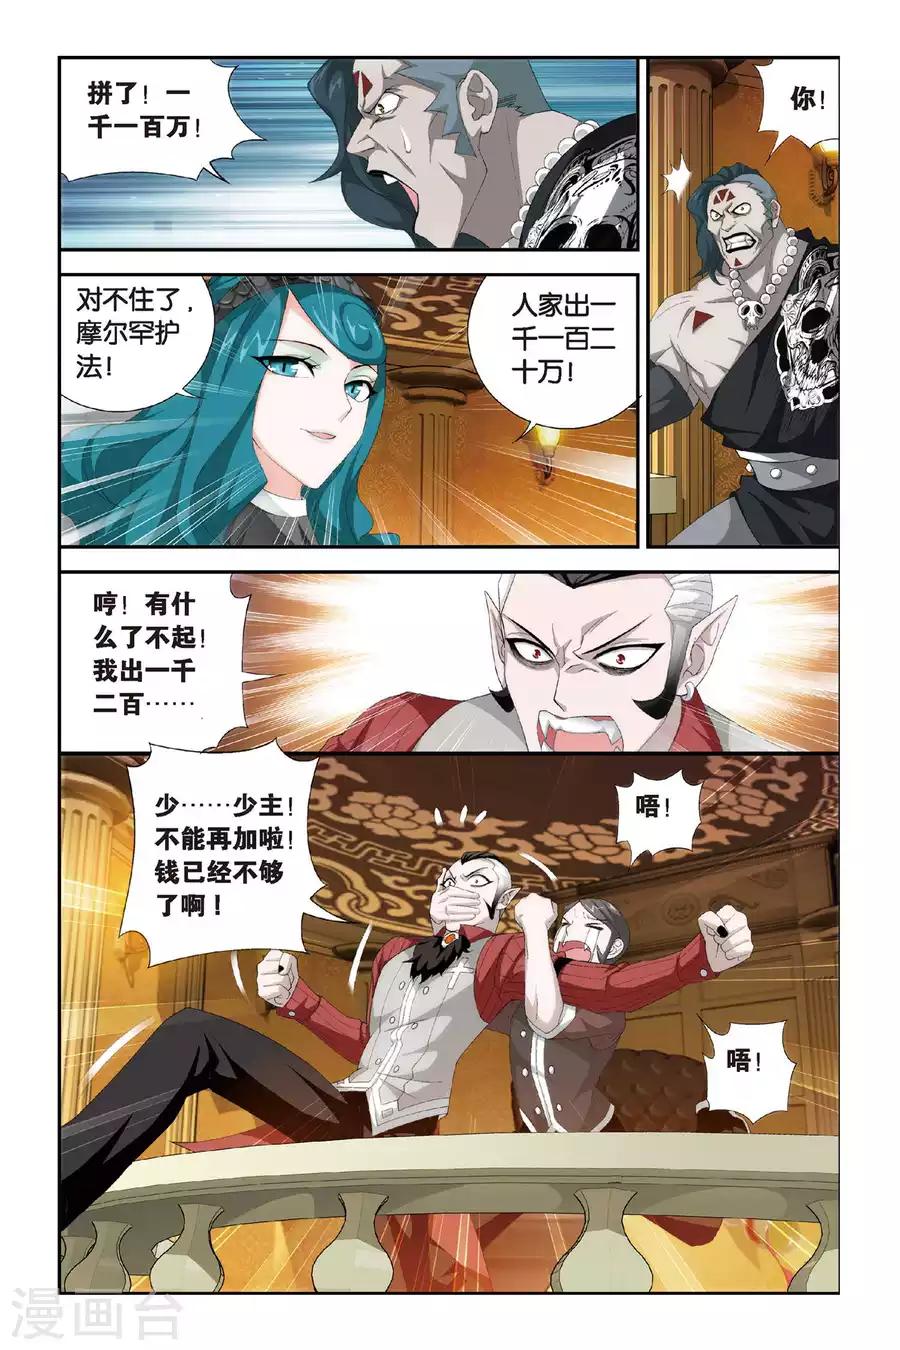 拼了！一
千一百万！
你！
对不住了，
摩尔罕护
法！
人家出一
千一百二
十万！
哼！有什
么了不起！
我出一千
二百……
少……少主！
不能再加啦！
钱已经不够
了啊！
唔！
唔！
漫画台